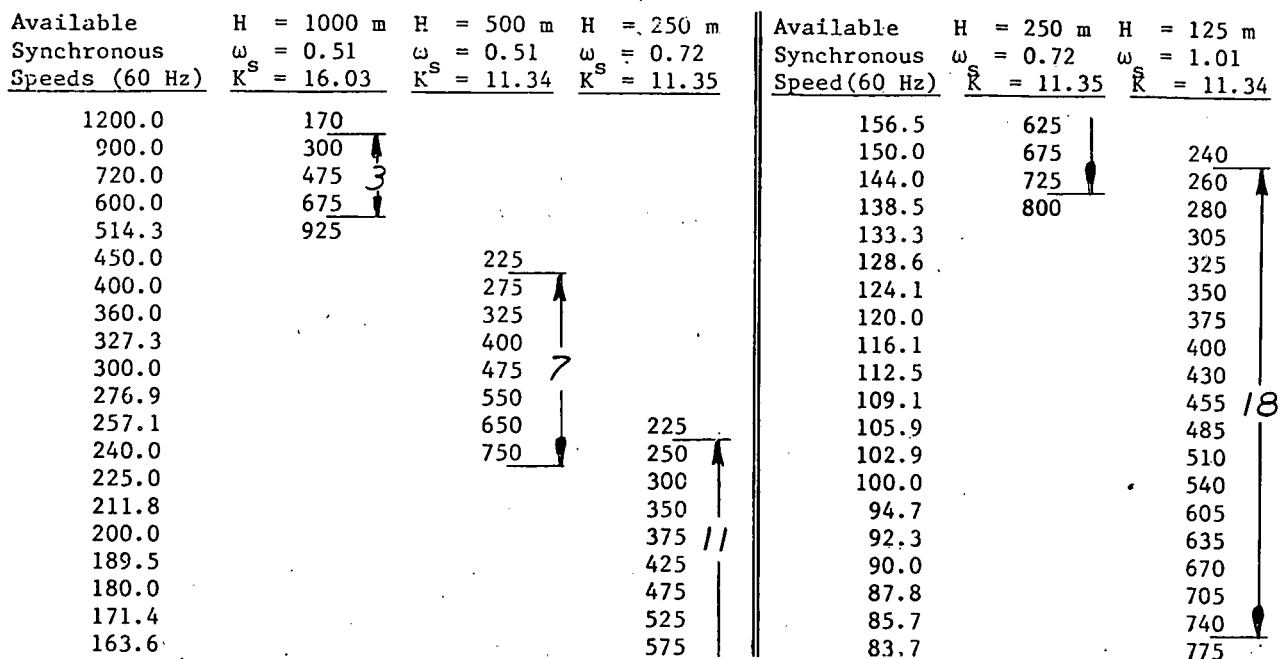 Available H = 1000 m H = 500 m H = 250 m
Synchronous ωs = 0.51 ωs = 0.51 ωs = 0.72
Speeds (60 Hz) K = 16.03 K = 11.34 K = 11.35
1200.0 170
900.0 300
720.0 475 3
600.0 675
514.3 925
450.0 225
400.0 275
360.0 325
327.3 400
300.0 475 7
276.9 550
257.1 650 225
240.0 750 250
225.0 300
211.8 350
200.0 375 11
189.5 425
180.0 475
171.4 525
163.6 575
Available H = 250 m H = 125 m
Synchronous ωs = 0.72 ωs = 1.01
Speed(60 Hz) K = 11.35 K = 11.34
156.5 625
150.0 675 240
144.0 725 260
138.5 800 280
133.3 305
128.6 325
124.1 350
120.0 375
116.1 400
112.5 430
109.1 455 18
105.9 485
102.9 510
100.0 540
94.7 605
92.3 635
90.0 670
87.8 705
85.7 740
83.7 775